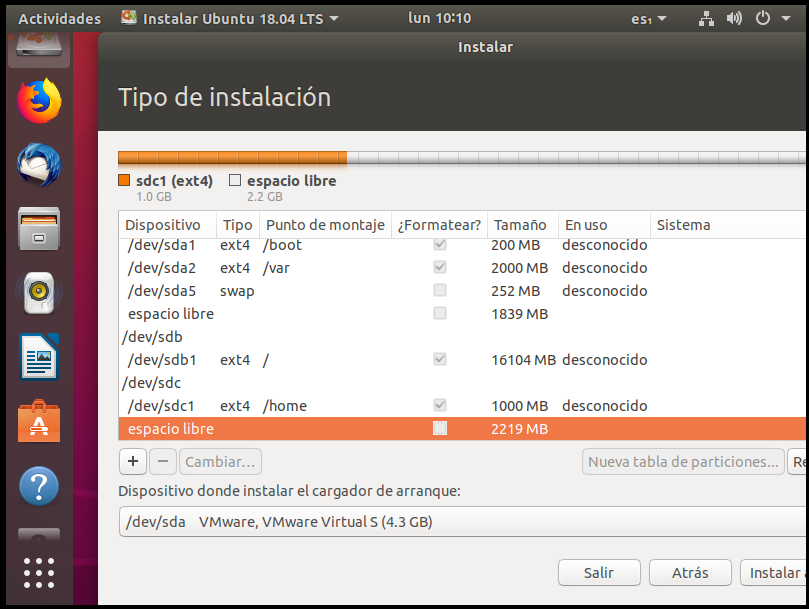 Actividades Instalar Ubuntu 18.04 LTS lun 10:10 es₁
Instalar
Tipo de instalación
sdc1 (ext4) espacio libre
1.0 GB 2.2 GB
Dispositivo Tipo Punto de montaje ¿Formatear? Tamaño En uso Sistema
/dev/sda1 ext4 /boot 200 MB desconocido
/dev/sda2 ext4 /var 2000 MB desconocido
/dev/sda5 swap 252 MB desconocido
espacio libre 1839 MB
/dev/sdb
/dev/sdb1 ext4 / 16104 MB desconocido
/dev/sdc
/dev/sdc1 ext4 /home 1000 MB desconocido
espacio libre 2219 MB
+ − Cambiar... Nueva tabla de particiones... Re
Dispositivo donde instalar el cargador de arranque:
/dev/sda VMware, VMware Virtual S (4.3 GB)
Salir Atrás Instalar a